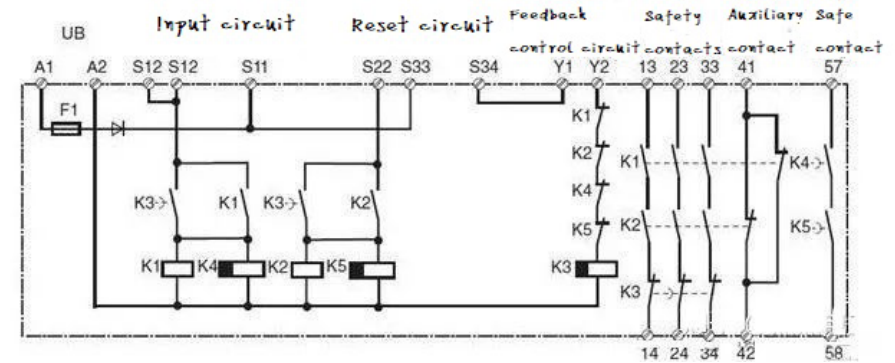 Input circuit
Reset circuit
Feedback control circuit
Safety contacts
Auxiliary contact
Safe contact
UB
A1 A2 S12 S12 S11 S22 S33 S34 Y1 Y2 13 23 33 41 57
F1
K1
K2
K4
K5
K3
K3 K1 K3 K2
K1 K4 K2 K5
K1
K2
K3
K4
K5
14 24 34 42 58